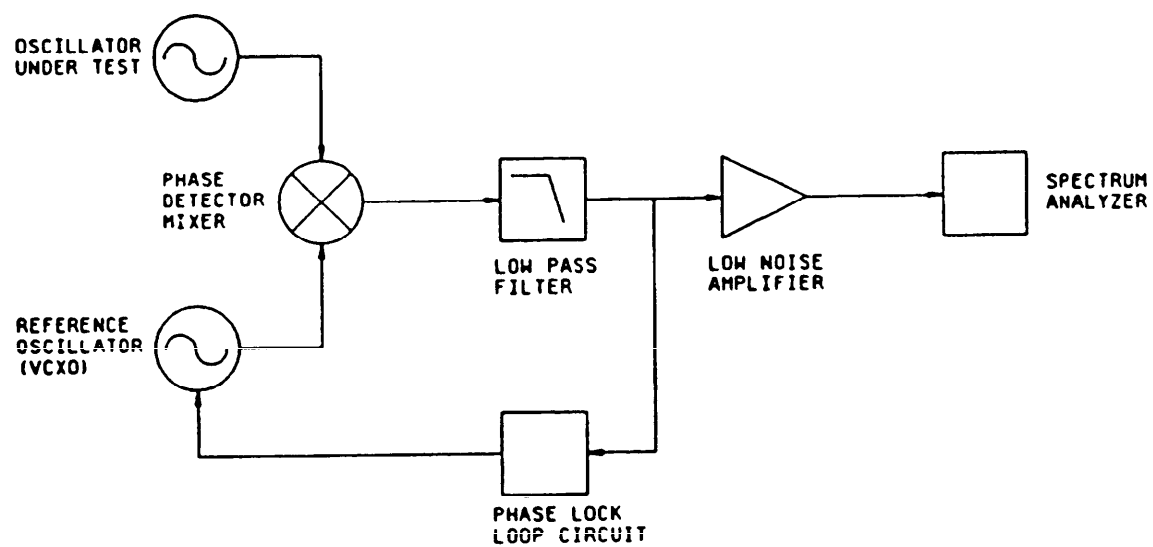 OSCILLATOR
UNDER TEST
PHASE
DETECTOR
MIXER
LOW PASS
FILTER
LOW NOISE
AMPLIFIER
SPECTRUM
ANALYZER
REFERENCE
OSCILLATOR
(VCXO)
PHASE LOCK
LOOP CIRCUIT